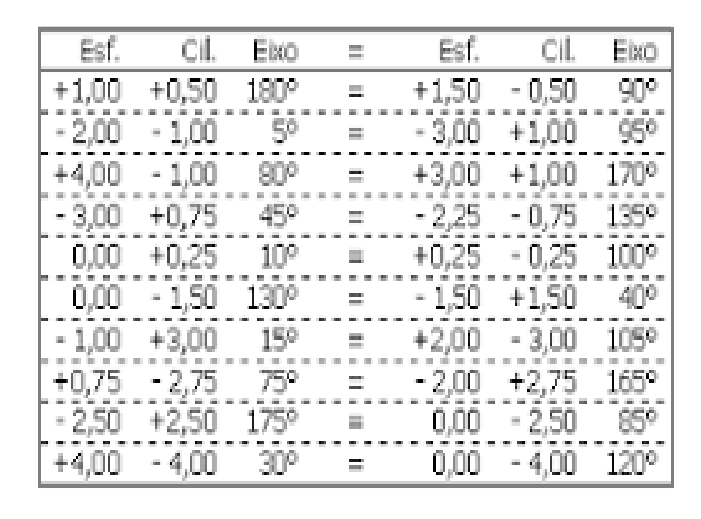 Esf. Cil. Eixo = Esf. Cil. Eixo
+1,00 +0,50 180º = +1,50 - 0,50 90º
- 2,00 - 1,00 5º = - 3,00 +1,00 95º
+4,00 - 1,00 80º = +3,00 +1,00 170º
- 3,00 +0,75 45º = - 2,25 - 0,75 135º
0,00 +0,25 10º = +0,25 - 0,25 100º
0,00 - 1,50 130º = - 1,50 +1,50 40º
- 1,00 +3,00 15º = +2,00 - 3,00 105º
+0,75 - 2,75 75º = - 2,00 +2,75 165º
- 2,50 +2,50 175º = 0,00 - 2,50 85º
+4,00 - 4,00 30º = 0,00 - 4,00 120º